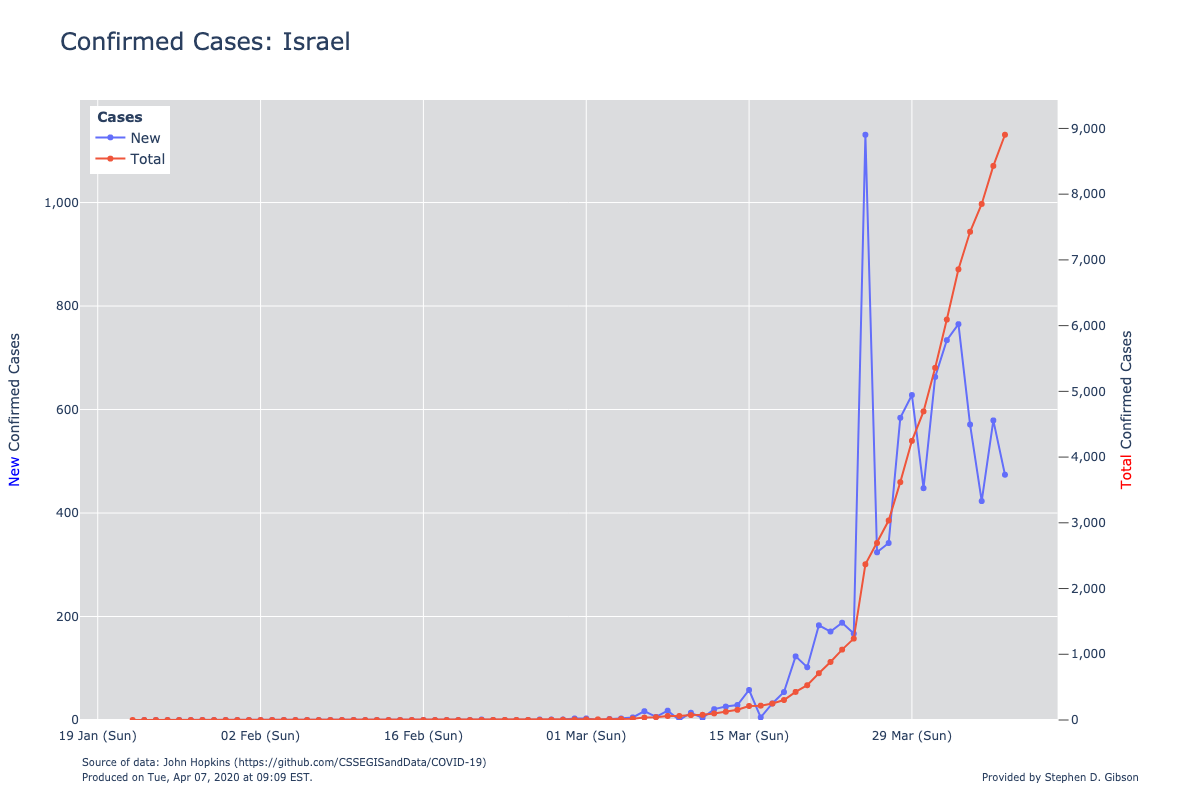 Confirmed Cases: Israel
Cases
New
Total
1,000
800
600
400
200
0
New Confirmed Cases
9,000
8,000
7,000
6,000
5,000
4,000
3,000
2,000
1,000
0
Total Confirmed Cases
19 Jan (Sun)
02 Feb (Sun)
16 Feb (Sun)
01 Mar (Sun)
15 Mar (Sun)
29 Mar (Sun)
Source of data: John Hopkins (https://github.com/CSSEGISandData/COVID-19)
Produced on Tue, Apr 07, 2020 at 09:09 EST.
Provided by Stephen D. Gibson